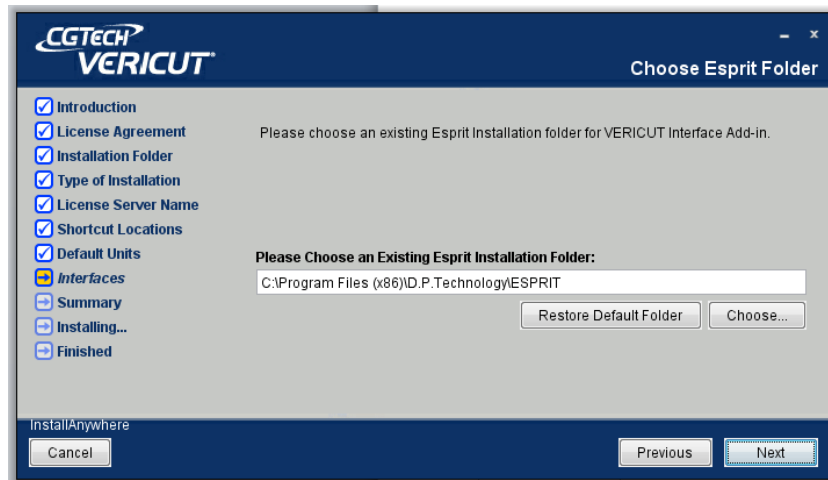 CGTECH
VERICUT
Choose Esprit Folder
Introduction
License Agreement
Installation Folder
Type of Installation
License Server Name
Shortcut Locations
Default Units
Interfaces
Summary
Installing...
Finished
Please choose an existing Esprit Installation folder for VERICUT Interface Add-in.
Please Choose an Existing Esprit Installation Folder:
C:\Program Files (x86)\D.P.Technology\ESPRIT
Restore Default Folder Choose...
InstallAnywhere
Cancel Previous Next